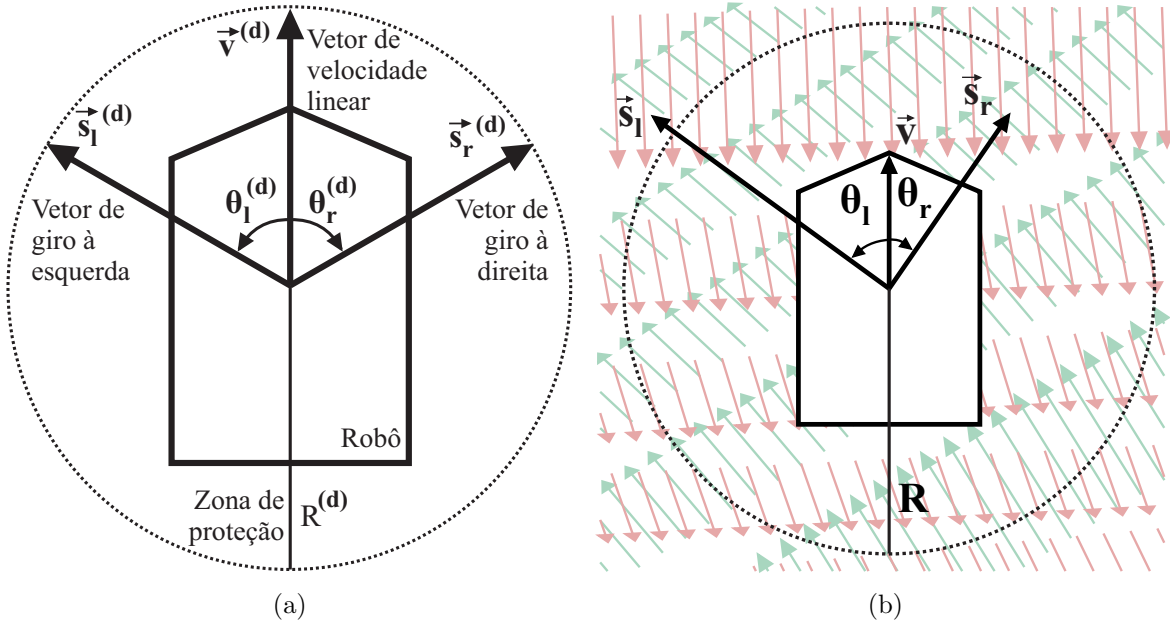 v⃗(d)
Vetor de
velocidade
linear
s⃗l(d)
s⃗r(d)
θl(d)
θr(d)
Vetor de
giro à
esquerda
Vetor de
giro à
direita
Robô
Zona de
proteção
R(d)
(a)
s⃗l
v⃗
s⃗r
θl
θr
R
(b)